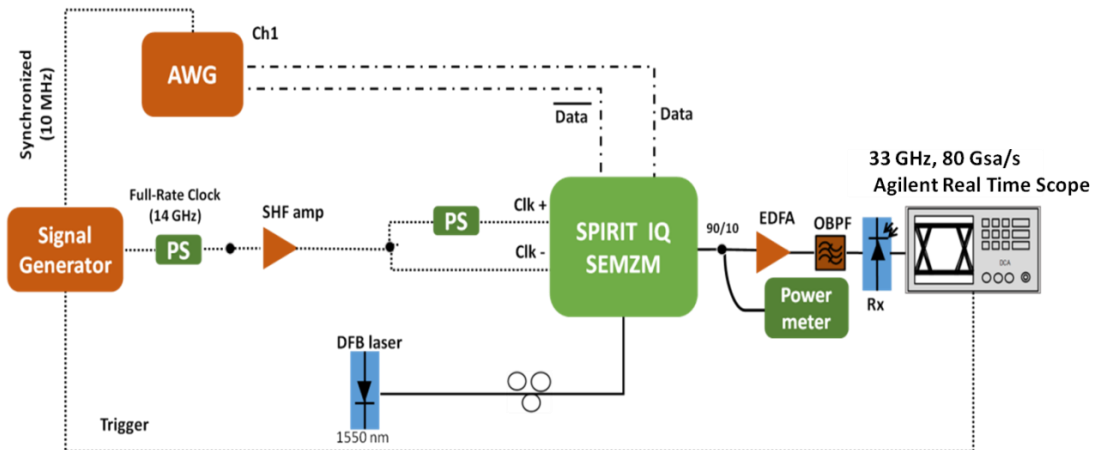 Ch1
AWG
Synchronized
(10 MHz)
Data
Data
33 GHz, 80 Gsa/s
Agilent Real Time Scope
Full-Rate Clock
(14 GHz)
SHF amp
Signal
Generator
PS
PS
Clk +
Clk -
SPIRIT IQ
SEMZM
90/10
EDFA
OBPF
DCA
Rx
Power
meter
DFB laser
1550 nm
Trigger